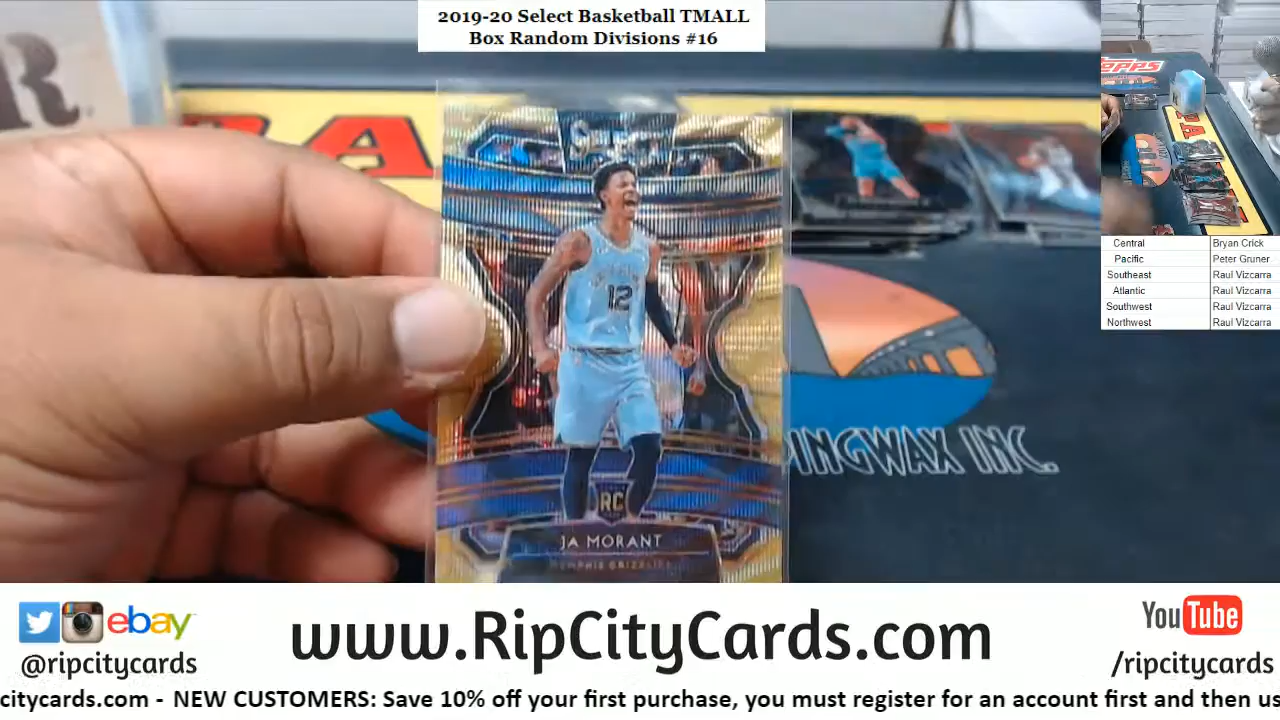 2019-20 Select Basketball TMALL
Box Random Divisions #16
Select
12
RC
JA MORANT
MEMPHIS GRIZZLIES
PINGWAX INC.
Topps
Central Bryan Crick
Pacific Peter Gruner
Southeast Raul Vizcarra
Atlantic Raul Vizcarra
Southwest Raul Vizcarra
Northwest Raul Vizcarra
ebay
@ripcitycards
www.RipCityCards.com
YouTube
/ripcitycards
citycards.com - NEW CUSTOMERS: Save 10% off your first purchase, you must register for an account first and then us